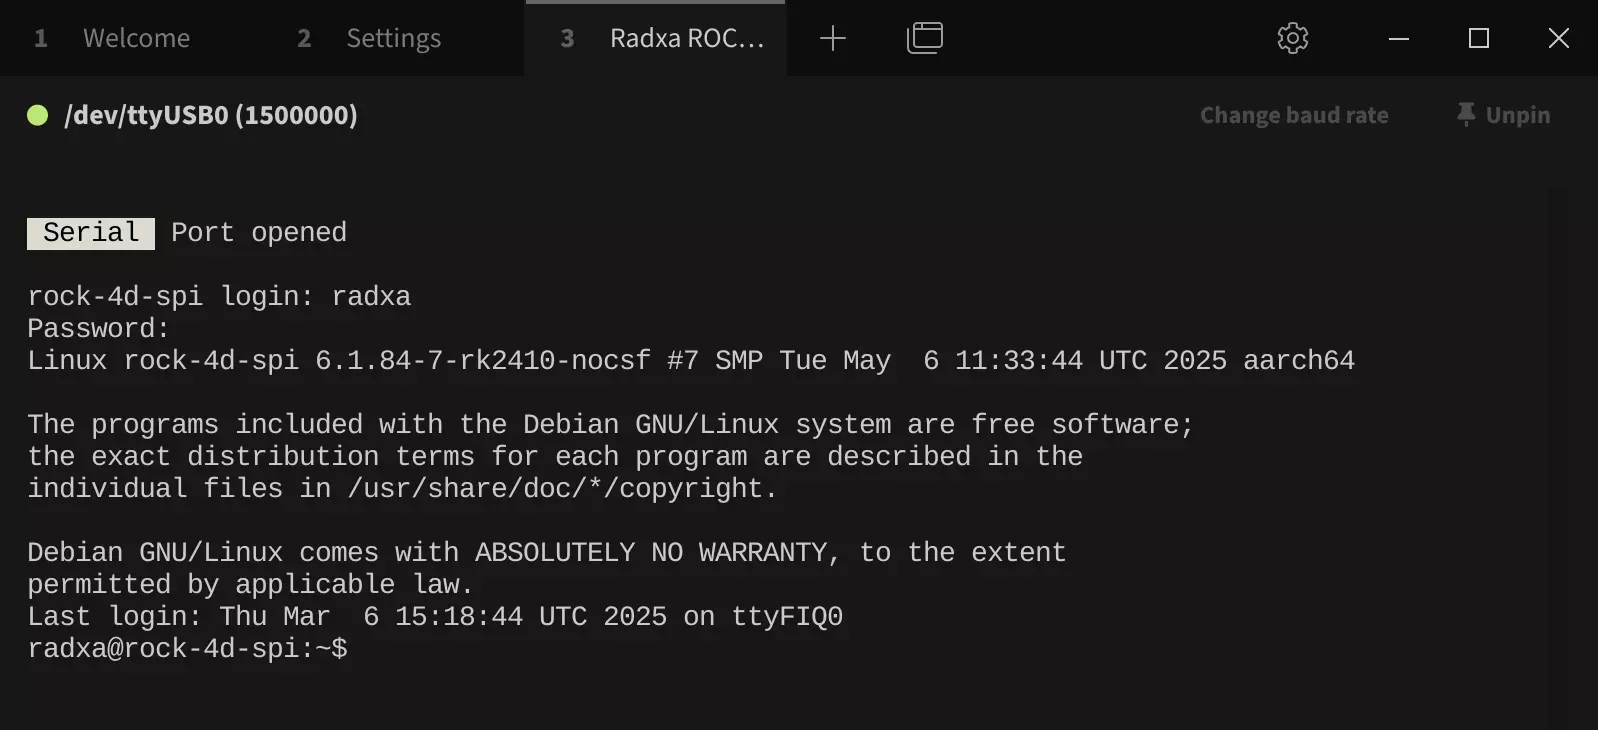 1 Welcome 2 Settings 3 Radxa ROC...
/dev/ttyUSB0 (1500000) Change baud rate Unpin
Serial Port opened
rock-4d-spi login: radxa
Password:
Linux rock-4d-spi 6.1.84-7-rk2410-nocsf #7 SMP Tue May  6 11:33:44 UTC 2025 aarch64
The programs included with the Debian GNU/Linux system are free software;
the exact distribution terms for each program are described in the
individual files in /usr/share/doc/*/copyright.
Debian GNU/Linux comes with ABSOLUTELY NO WARRANTY, to the extent
permitted by applicable law.
Last login: Thu Mar  6 15:18:44 UTC 2025 on ttyFIQ0
radxa@rock-4d-spi:~$